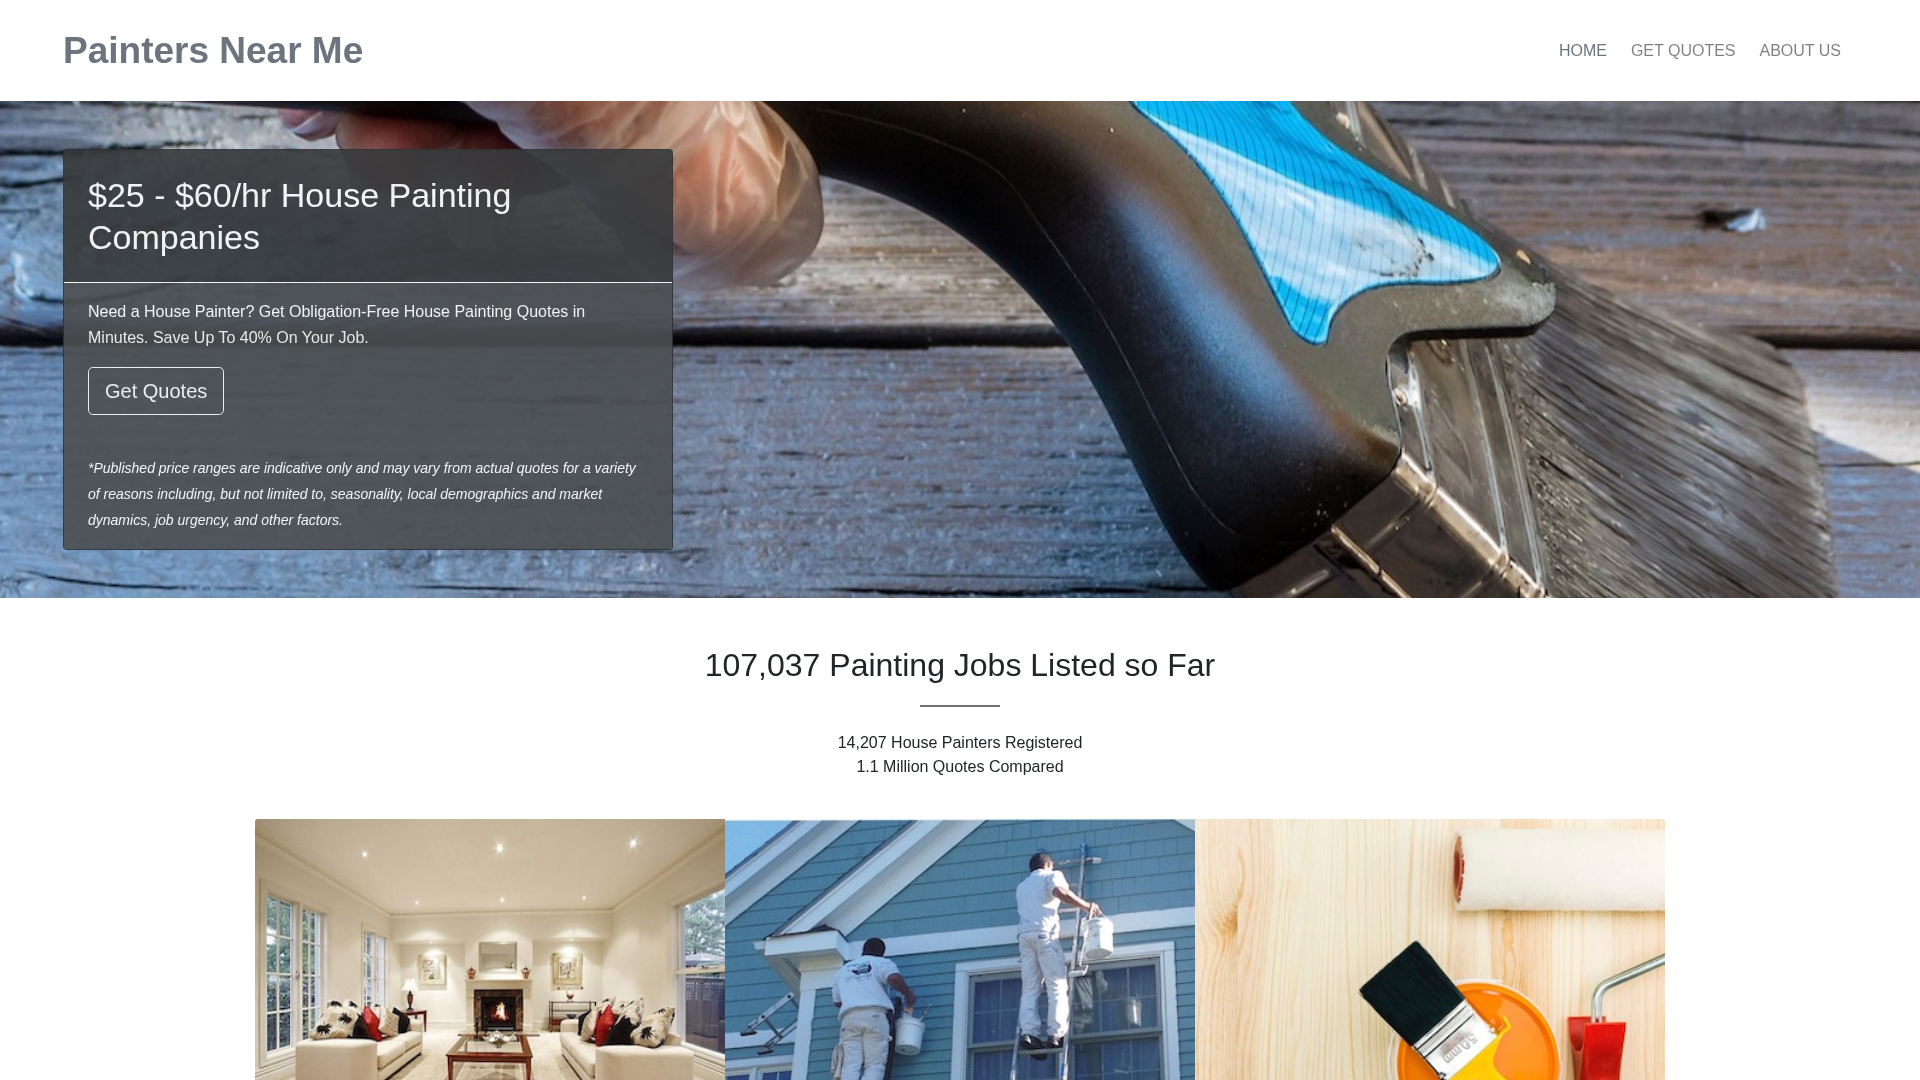 Painters Near Me
HOME
GET QUOTES
ABOUT US
$25 - $60/hr House Painting
Companies
Need a House Painter? Get Obligation-Free House Painting Quotes in
Minutes. Save Up To 40% On Your Job.
Get Quotes
*Published price ranges are indicative only and may vary from actual quotes for a variety
of reasons including, but not limited to, seasonality, local demographics and market
dynamics, job urgency, and other factors.
107,037 Painting Jobs Listed so Far
14,207 House Painters Registered
1.1 Million Quotes Compared